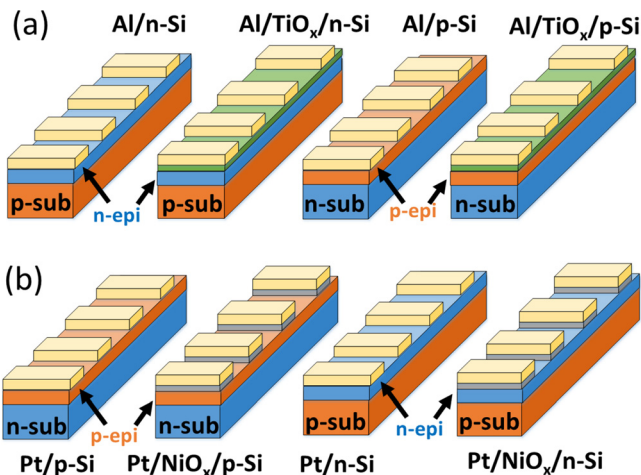 (a)
Al/n-Si Al/TiOx/n-Si Al/p-Si Al/TiOx/p-Si
p-sub n-epi p-sub n-sub p-epi n-sub
(b)
n-sub p-epi n-sub p-sub n-epi p-sub
Pt/p-Si Pt/NiOx/p-Si Pt/n-Si Pt/NiOx/n-Si